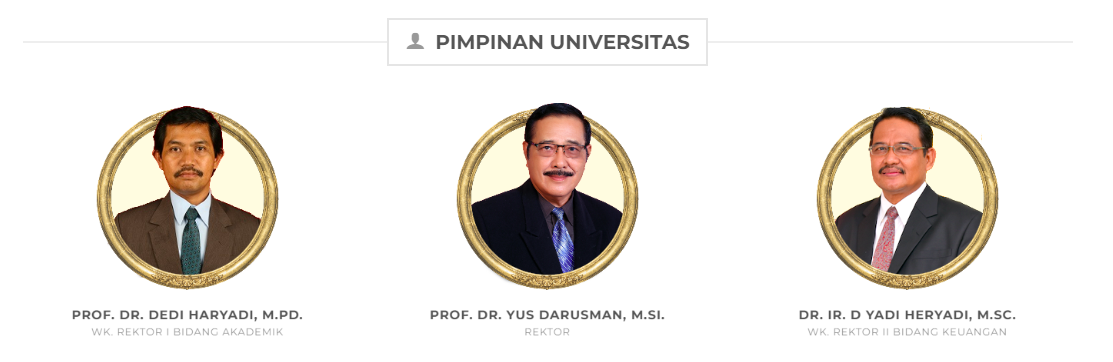 PIMPINAN UNIVERSITAS
PROF. DR. DEDI HARYADI, M.PD.
WK. REKTOR I BIDANG AKADEMIK
PROF. DR. YUS DARUSMAN, M.SI.
REKTOR
DR. IR. D YADI HERYADI, M.SC.
WK. REKTOR II BIDANG KEUANGAN